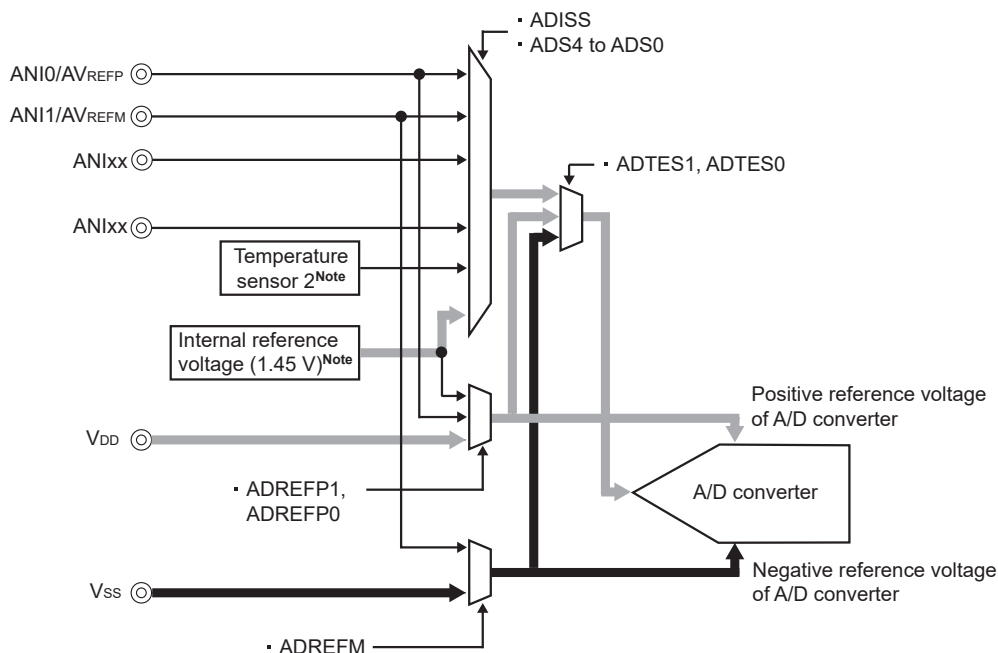 ▪ ADISS
▪ ADS4 to ADS0
ANI0/AVREFP
ANI1/AVREFM
ANIxx
▪ ADTES1, ADTES0
ANIxx
Temperature
sensor 2Note
Internal reference
voltage (1.45 V)Note
Positive reference voltage
of A/D converter
VDD
A/D converter
▪ ADREFP1,
ADREFP0
Negative reference voltage
of A/D converter
VSS
▪ ADREFM